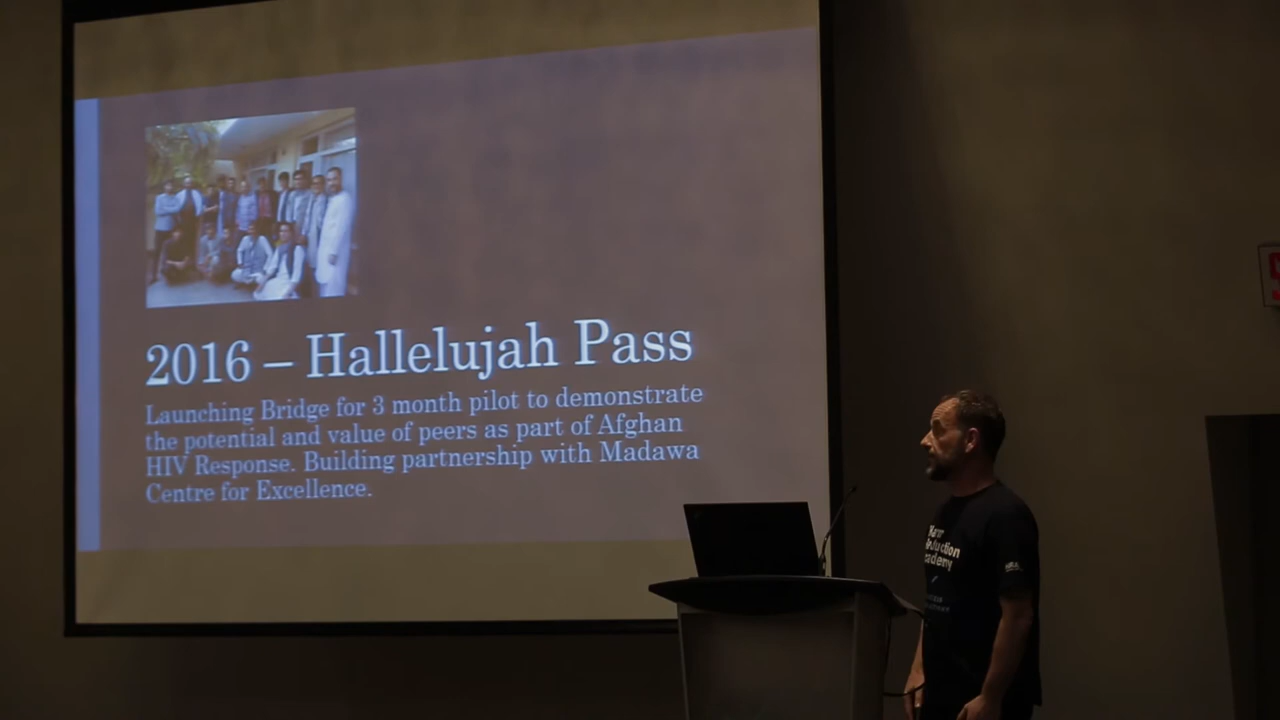 2016 – Hallelujah Pass
Launching Bridge for 3 month pilot to demonstrate
the potential and value of peers as part of Afghan
HIV Response. Building partnership with Madawa
Centre for Excellence.